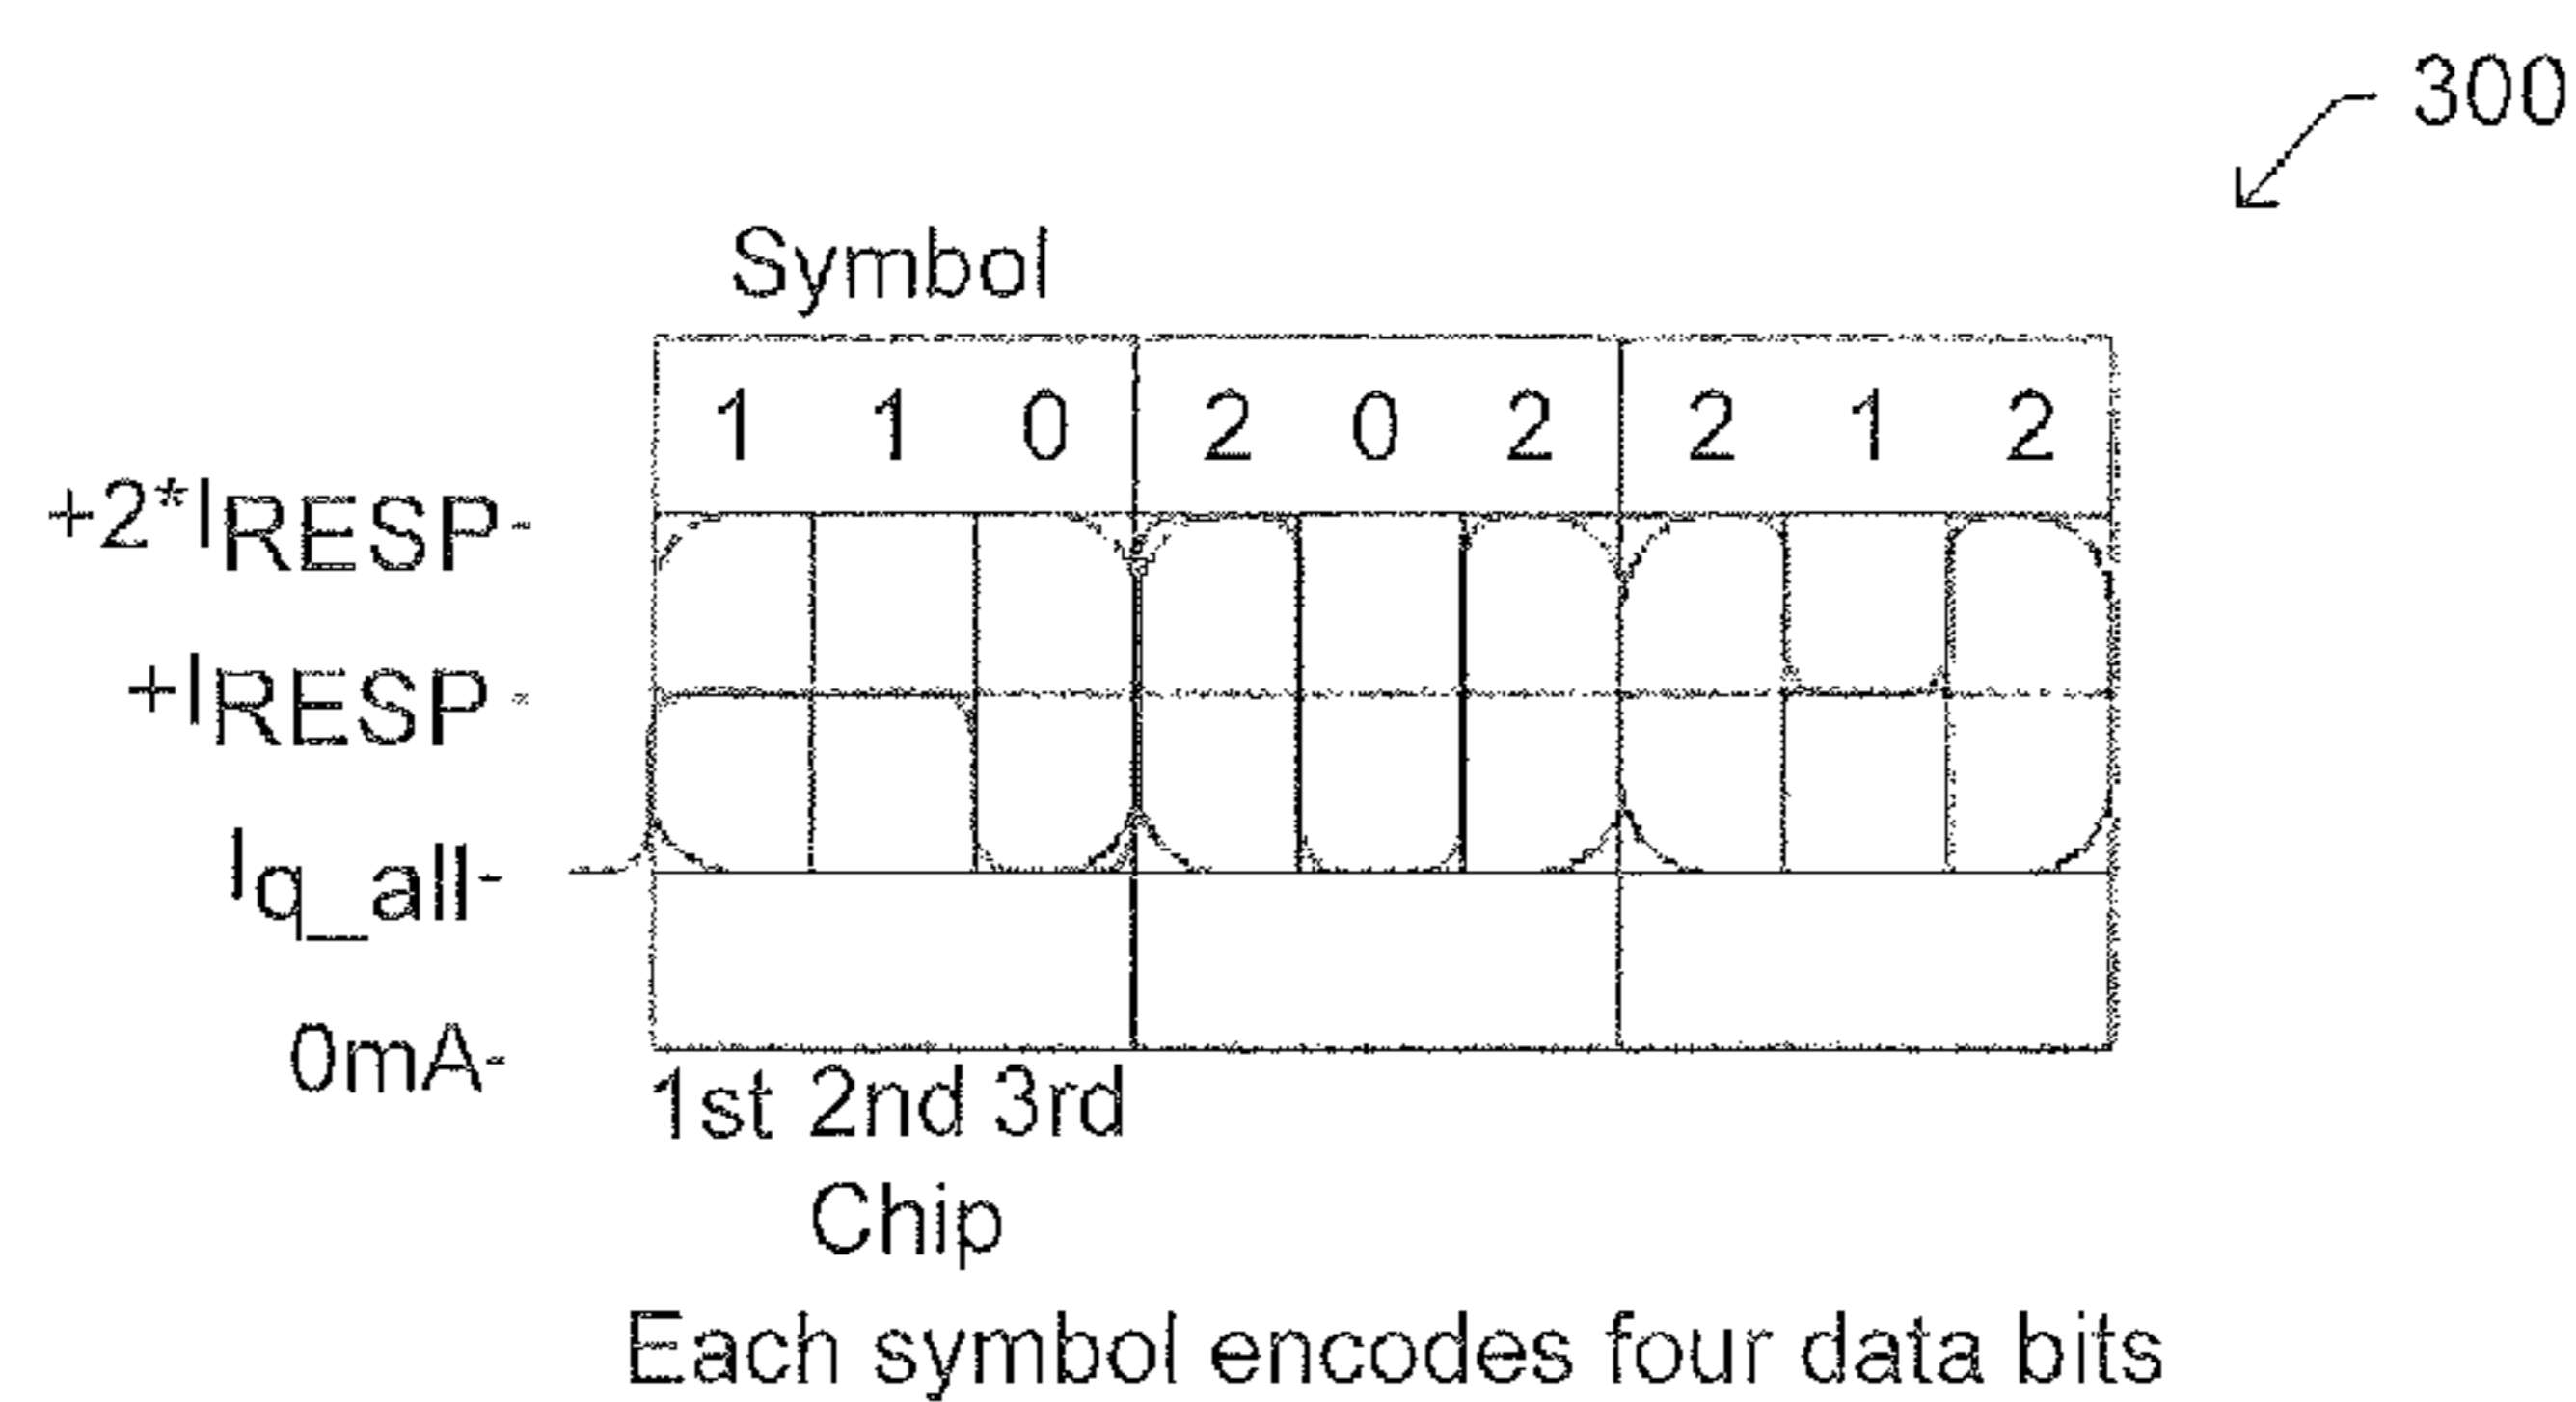 300
Symbol
1 1 0 2 0 2 2 1 2
+2*IRESP-
+IRESP-
Iq_all-
0mA-
1st 2nd 3rd
Chip
Each symbol encodes four data bits